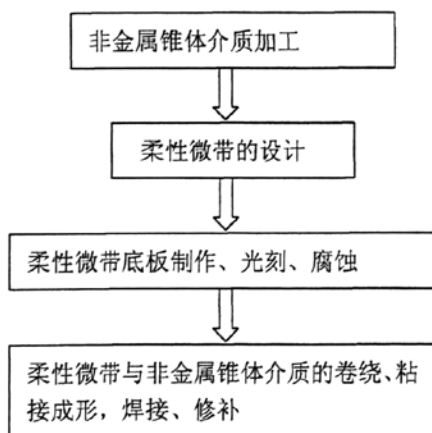 非金属锥体介质加工
柔性微带的设计
柔性微带底板制作、光刻、腐蚀
柔性微带与非金属锥体介质的卷绕、粘
接成形，焊接、修补